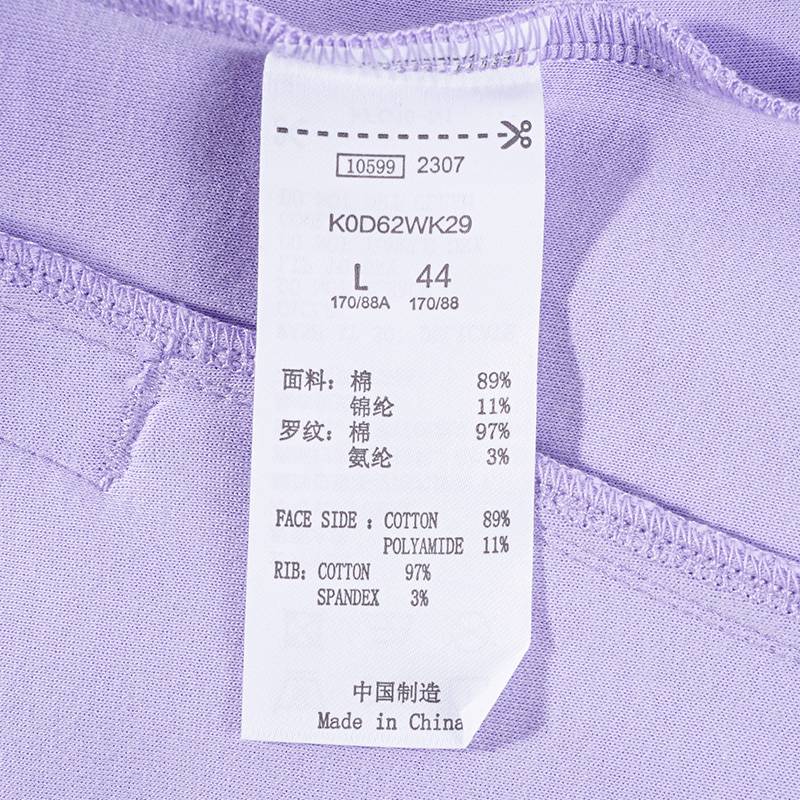 10599 2307
K0D62WK29
L 44
170/88A 170/88
面料：棉 89%
锦纶 11%
罗纹：棉 97%
氨纶 3%
FACE SIDE : COTTON 89%
POLYAMIDE 11%
RIB: COTTON 97%
SPANDEX 3%
中国制造
Made in China